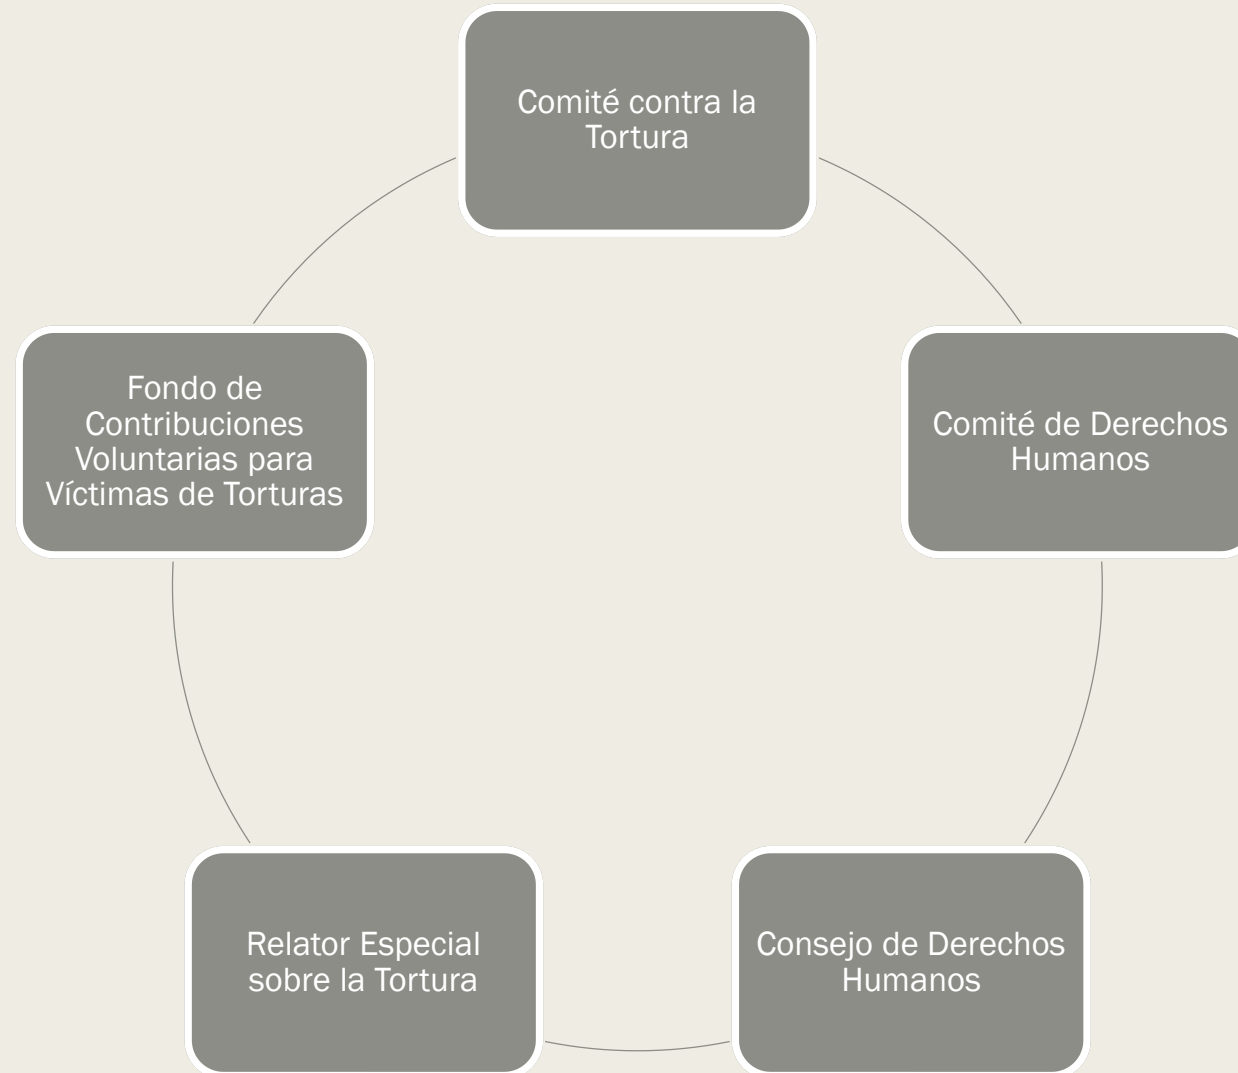 Comité contra la
Tortura
Fondo de
Contribuciones
Voluntarias para
Víctimas de Torturas
Comité de Derechos
Humanos
Relator Especial
sobre la Tortura
Consejo de Derechos
Humanos